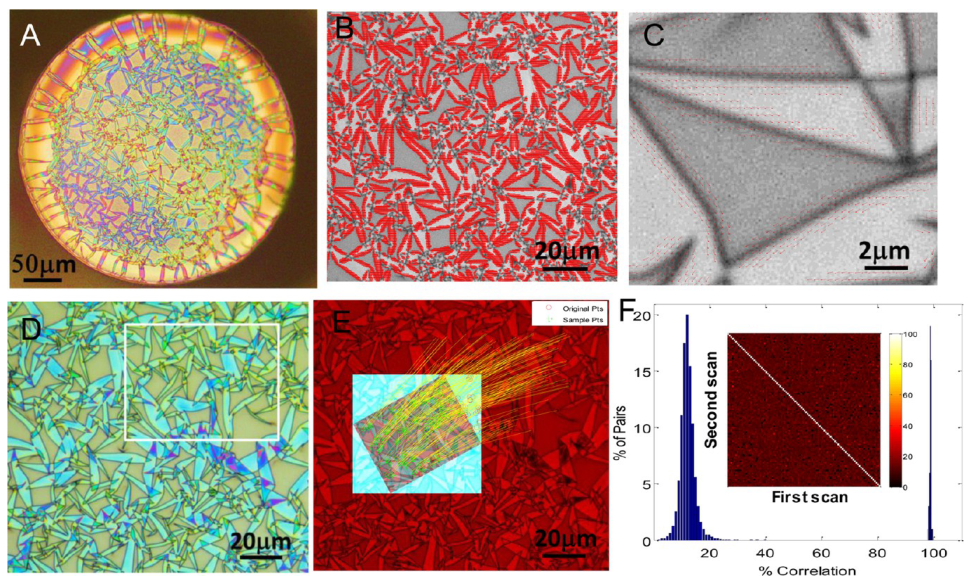 A
50μm
B
20μm
C
2μm
D
20μm
E
Original Pts
Sample Pts
20μm
F
% of Pairs
20
15
10
5
0
Second scan
First scan
100
80
60
40
20
0
20
40
60
80
100
% Correlation